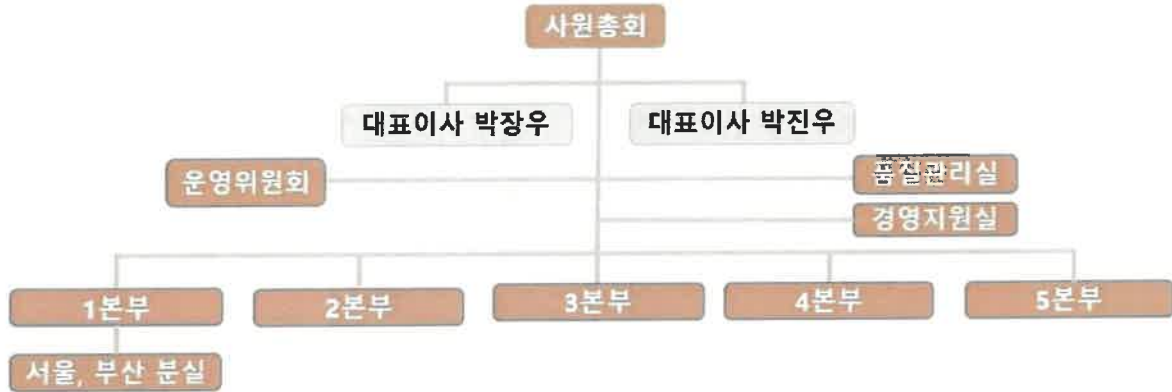 사원총회
대표이사 박장우
대표이사 박진우
운영위원회
품질관리실
경영지원실
1본부
2본부
3본부
4본부
5본부
서울, 부산 분실